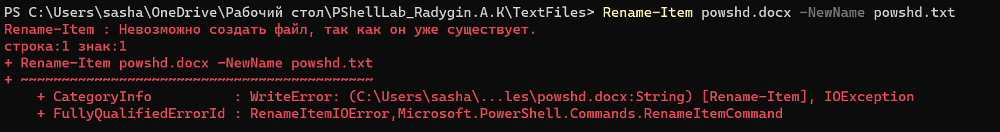 PS C:\Users\sasha\OneDrive\Рабочий стол\PShellLab_Radygin.A.K\TextFiles> Rename-Item powshd.docx -NewName powshd.txt
Rename-Item : Невозможно создать файл, так как он уже существует.
строка:1 знак:1
+ Rename-Item powshd.docx -NewName powshd.txt
+ ~~~~~~~~~~~~~~~~~~~~~~~~~~~~~~~~~~~~~~~~~~~
    + CategoryInfo          : WriteError: (C:\Users\sasha\...les\powshd.docx:String) [Rename-Item], IOException
    + FullyQualifiedErrorId : RenameItemIOError,Microsoft.PowerShell.Commands.RenameItemCommand